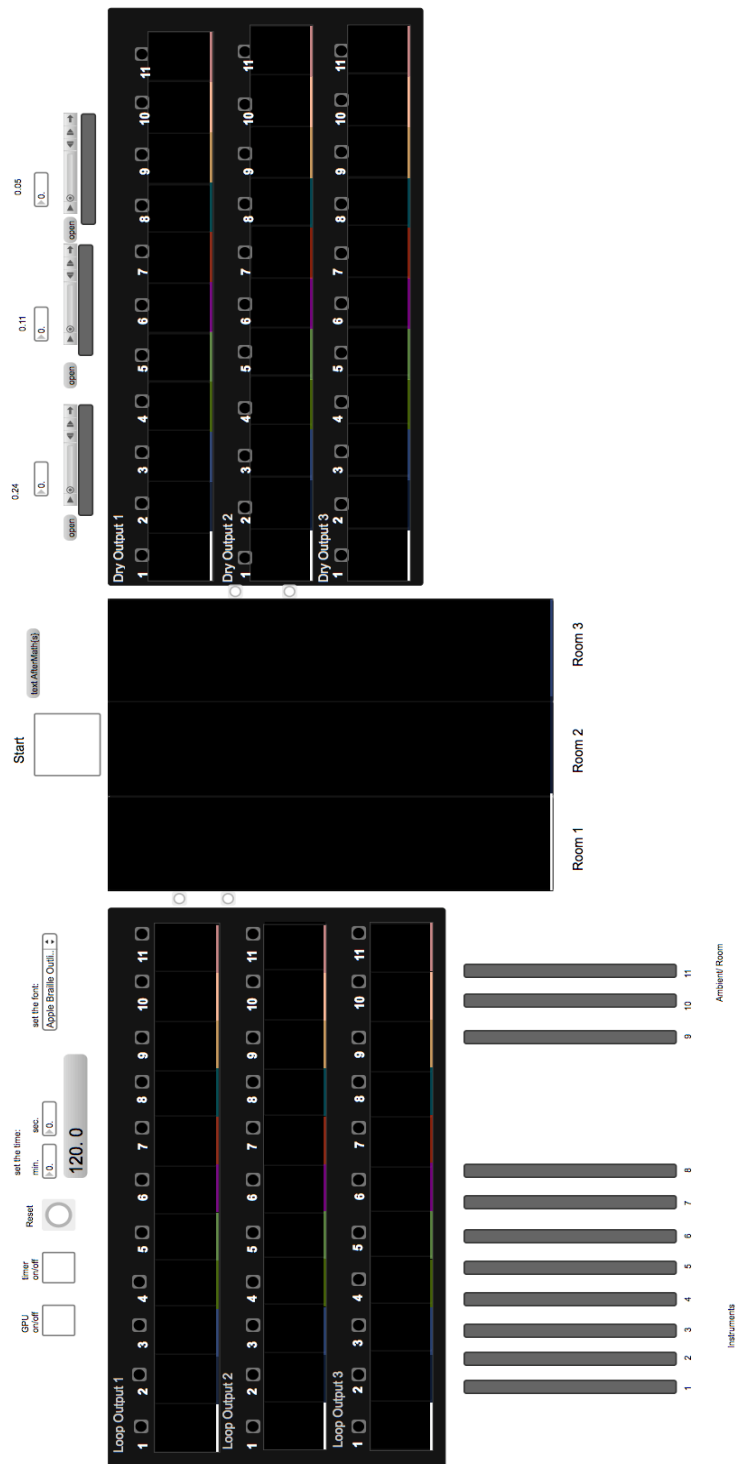 GPU
on/off
timer
on/off
Reset
set the time:
min.
sec.
0.
0.
120. 0
set the font:
Apple Braille Outli...
Start
text AfterMath(s)
0.24
0.
open
0.11
0.
open
0.05
0.
open
Loop Output 1
1 2 3 4 5 6 7 8 9 10 11
Loop Output 2
1 2 3 4 5 6 7 8 9 10 11
Loop Output 3
1 2 3 4 5 6 7 8 9 10 11
Room 1
Room 2
Room 3
Dry Output 1
1 2 3 4 5 6 7 8 9 10 11
Dry Output 2
1 2 3 4 5 6 7 8 9 10 11
Dry Output 3
1 2 3 4 5 6 7 8 9 10 11
1 2 3 4 5 6 7 8 9 10 11
Instruments
Ambient/ Room